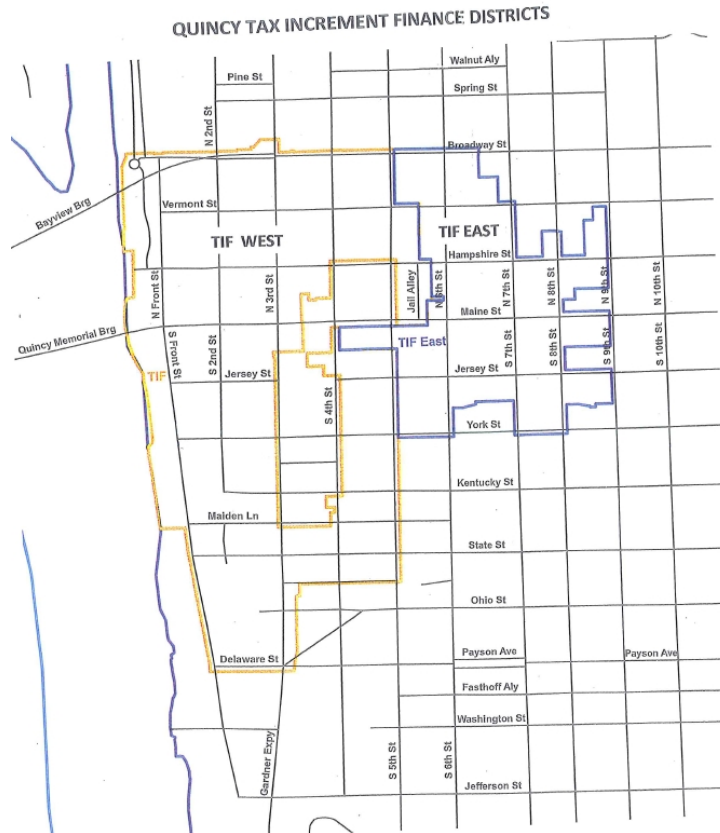 QUINCY TAX INCREMENT FINANCE DISTRICTS
Walnut Aly
Pine St
Spring St
N 2nd St
Broadway St
Bayview Brg
Vermont St
TIF WEST
TIF EAST
Hampshire St
N Front St
N 3rd St
Jail Alley
N 6th St
N 7th St
N 8th St
N 9th St
N 10th St
Maine St
Quincy Memorial Brg
S Front St
S 2nd St
TIF East
S 7th St
S 8th St
S 9th St
S 10th St
TIF
Jersey St
Jersey St
S 4th St
York St
Kentucky St
Maiden Ln
State St
Ohio St
Delaware St
Payson Ave
Payson Ave
Fasthoff Aly
Washington St
Gardner Expy
S 5th St
S 6th St
Jefferson St